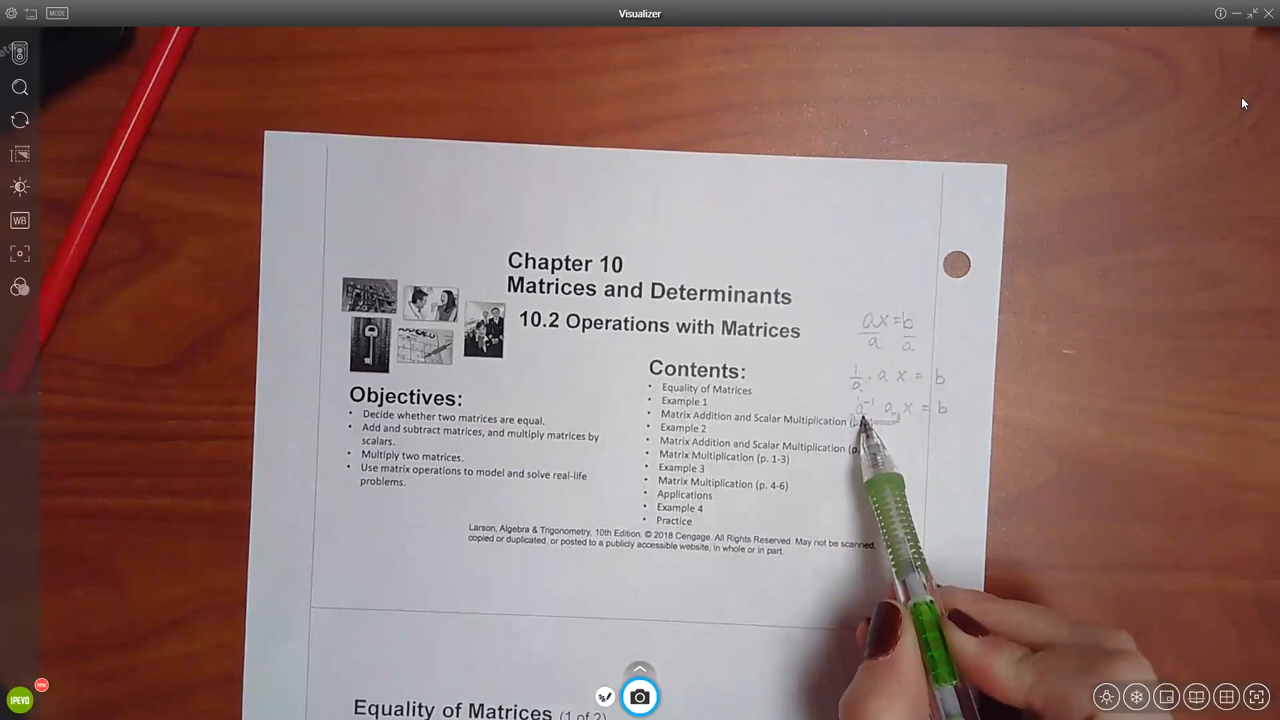 MODE
Visualizer
WB
Chapter 10
Matrices and Determinants
10.2 Operations with Matrices
Objectives:
• Decide whether two matrices are equal.
• Add and subtract matrices, and multiply matrices by
scalars.
• Multiply two matrices.
• Use matrix operations to model and solve real-life
problems.
Contents:
• Equality of Matrices
• Example 1
• Matrix Addition and Scalar Multiplication (
• Example 2
• Matrix Addition and Scalar Multiplication (p.
• Matrix Multiplication (p. 1-3)
• Example 3
• Matrix Multiplication (p. 4-6)
• Applications
• Example 4
• Practice
ax = b
a a
1/a · a x = b
a⁻¹ a x = b
Larson, Algebra & Trigonometry, 10th Edition. © 2018 Cengage. All Rights Reserved. May not be scanned,
copied or duplicated, or posted to a publicly accessible website, in whole or in part.
Equality of Matrices (1 of 2)
IPEVO